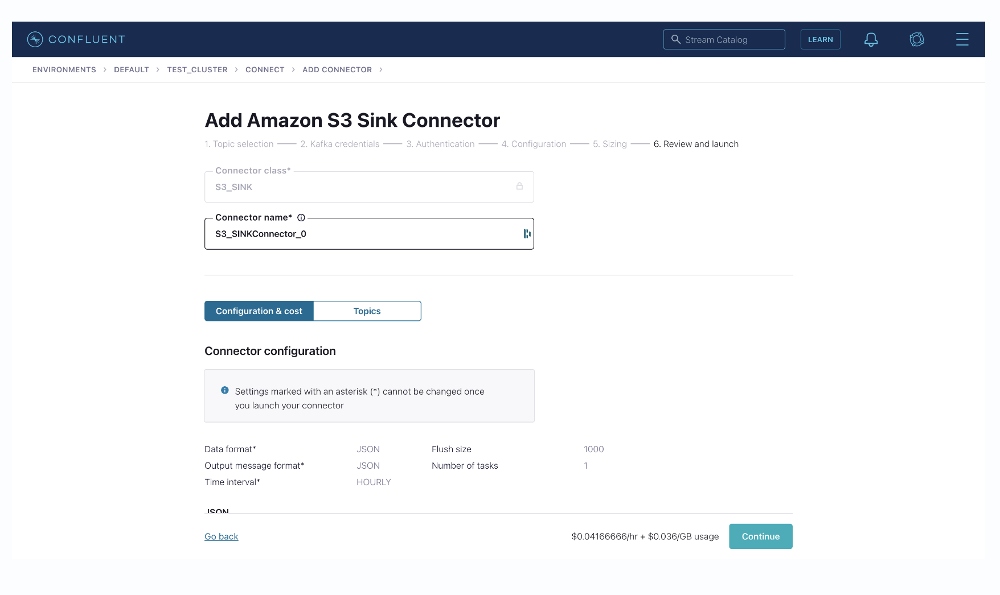 CONFLUENT
Stream Catalog
LEARN
ENVIRONMENTS > DEFAULT > TEST_CLUSTER > CONNECT > ADD CONNECTOR >
Add Amazon S3 Sink Connector
1. Topic selection — 2. Kafka credentials — 3. Authentication — 4. Configuration — 5. Sizing — 6. Review and launch
Connector class*
S3_SINK
Connector name*
S3_SINKConnector_0
Configuration & cost
Topics
Connector configuration
Settings marked with an asterisk (*) cannot be changed once
you launch your connector
Data format* JSON Flush size 1000
Output message format* JSON Number of tasks 1
Time interval* HOURLY
JSON
Go back $0.04166666/hr + $0.036/GB usage Continue